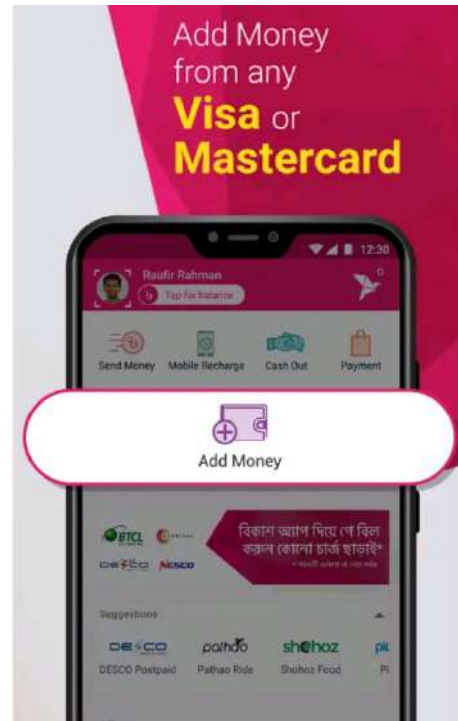 Add Money
from any
Visa or
Mastercard
12:30
Raufir Rahman
Tap for Balance
Send Money Mobile Recharge Cash Out Payment
Add Money
BTCL
বিকাশ অ্যাপ দিয়ে পে বিল
করুন কোনো চার্জ ছাড়াই*
DESCO NESCO
Suggestions
DESCO pathao shohoz
DESCO Postpaid Pathao Ride Shohoz Food